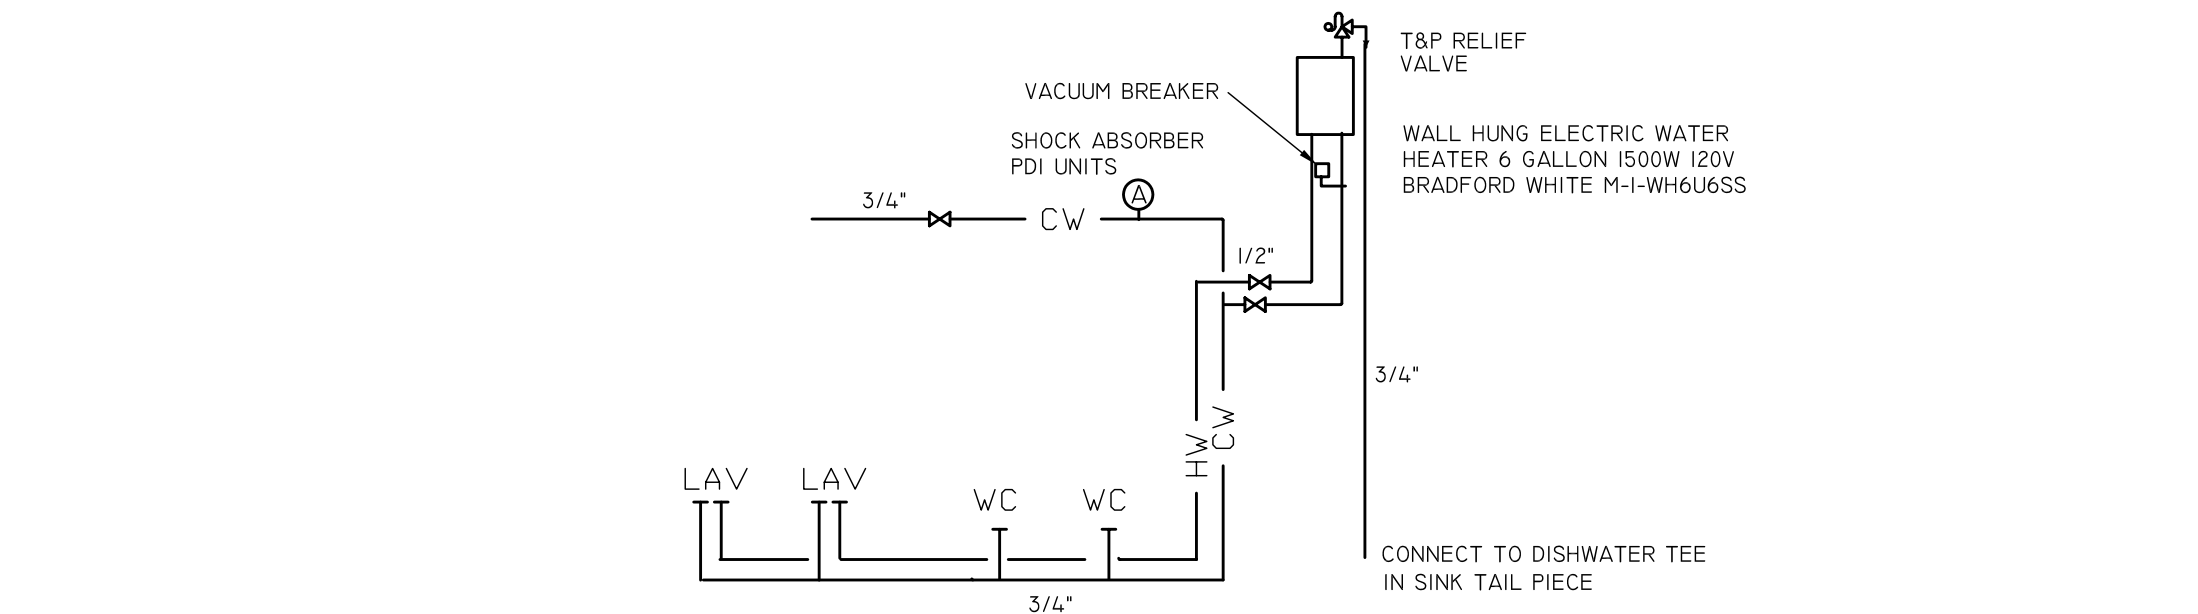 T&P RELIEF
VALVE
VACUUM BREAKER
WALL HUNG ELECTRIC WATER
HEATER 6 GALLON 1500W 120V
BRADFORD WHITE M-1-WH6U6SS
SHOCK ABSORBER
PDI UNITS
A
3/4"
CW
1/2"
3/4"
HW
CW
LAV
LAV
WC
WC
CONNECT TO DISHWATER TEE
IN SINK TAIL PIECE
3/4"